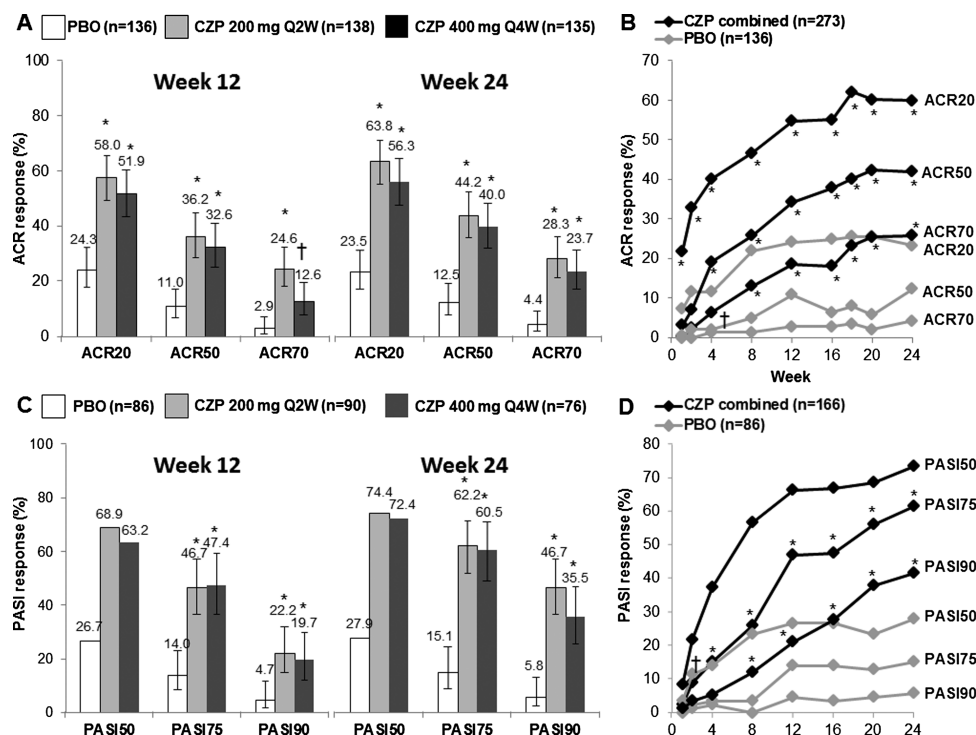 A PBO (n=136) CZP 200 mg Q2W (n=138) CZP 400 mg Q4W (n=135)
Week 12 Week 24
ACR response (%)
100
80
60
40
20
0
24.3 * 58.0 * 51.9
11.0 * 36.2 * 32.6
2.9 * 24.6 † 12.6
23.5 * 63.8 * 56.3
12.5 * 44.2 * 40.0
4.4 * 28.3 * 23.7
ACR20 ACR50 ACR70 ACR20 ACR50 ACR70
B CZP combined (n=273)
PBO (n=136)
ACR response (%)
70
60
50
40
30
20
10
0
* * * * * * * *
* * * * * * *
† * * * * * *
ACR20
ACR50
ACR70
ACR20
ACR50
ACR70
0 4 8 12 16 20 24
Week
C PBO (n=86) CZP 200 mg Q2W (n=90) CZP 400 mg Q4W (n=76)
Week 12 Week 24
PASI response (%)
100
80
60
40
20
0
26.7 68.9 63.2
14.0 * 46.7 * 47.4
4.7 * 22.2 * 19.7
27.9 74.4 72.4
15.1 * 62.2 * 60.5
5.8 * 46.7 * 35.5
PASI50 PASI75 PASI90 PASI50 PASI75 PASI90
D CZP combined (n=166)
PBO (n=86)
PASI response (%)
80
70
60
50
40
30
20
10
0
† * * * * * *
* * * * *
PASI50
PASI75
PASI90
PASI50
PASI75
PASI90
0 4 8 12 16 20 24